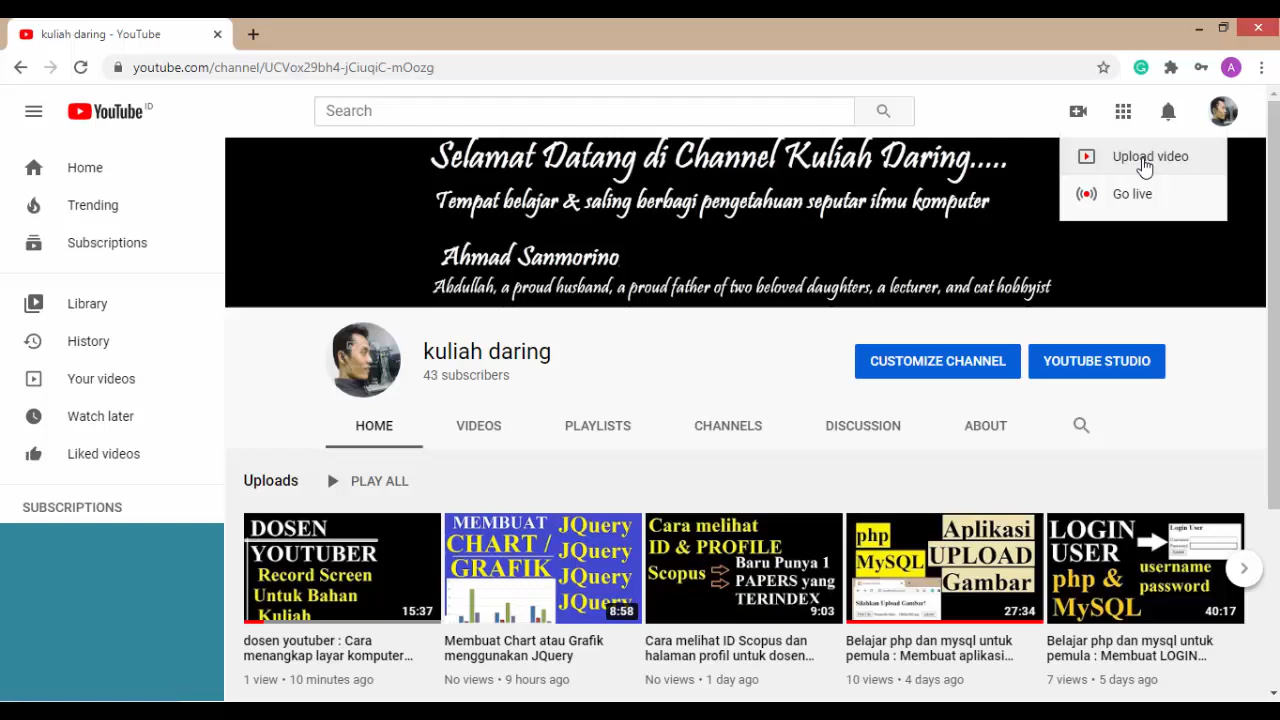 kuliah daring - YouTube
youtube.com/channel/UCVox29bh4-jCiuqiC-mOozg
A
YouTube ID
Search
Upload video
Go live
Home
Trending
Subscriptions
Library
History
Your videos
Watch later
Liked videos
SUBSCRIPTIONS
Selamat Datang di Channel Kuliah Daring.....
Tempat belajar & saling berbagi pengetahuan seputar ilmu komputer
Ahmad Sanmorino
Abdullah, a proud husband, a proud father of two beloved daughters, a lecturer, and cat hobbyist
kuliah daring
43 subscribers
CUSTOMIZE CHANNEL
YOUTUBE STUDIO
HOME
VIDEOS
PLAYLISTS
CHANNELS
DISCUSSION
ABOUT
Uploads
PLAY ALL
DOSEN
YOUTUBER
Record Screen
Untuk Bahan
Kuliah
15:37
dosen youtuber : Cara
menangkap layar komputer...
1 view • 10 minutes ago
MEMBUAT
CHART /
GRAFIK
JQuery
JQuery
JQuery
JQuery
8:58
Membuat Chart atau Grafik
menggunakan JQuery
No views • 9 hours ago
Cara melihat
ID & PROFILE
Scopus
Baru Punya 1
PAPERS yang
TERINDEX
9:03
Cara melihat ID Scopus dan
halaman profil untuk dosen...
No views • 1 day ago
php
MySQL
Aplikasi
UPLOAD
Gambar
Silahkan Upload Gambar!
27:34
Belajar php dan mysql untuk
pemula : Membuat aplikasi...
10 views • 4 days ago
LOGIN
USER
php &
MySQL
Login User
username
password
40:17
Belajar php dan mysql untuk
pemula : Membuat LOGIN...
7 views • 5 days ago